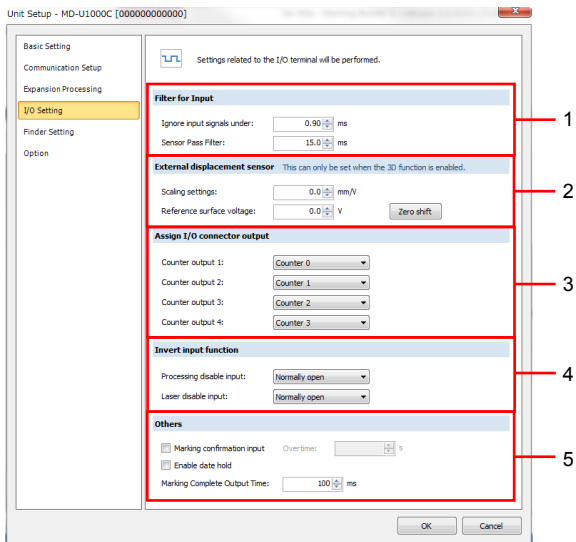 Unit Setup - MD-U1000C [000000000000]
Basic Setting
Communication Setup
Expansion Processing
I/O Setting
Finder Setting
Option
Settings related to the I/O terminal will be performed.
Filter for Input
Ignore input signals under: 0.90 ms
Sensor Pass Filter: 15.0 ms
1
External displacement sensor This can only be set when the 3D function is enabled.
Scaling settings: 0.0 mm/V
Reference surface voltage: 0.0 V Zero shift
2
Assign I/O connector output
Counter output 1: Counter 0
Counter output 2: Counter 1
Counter output 3: Counter 2
Counter output 4: Counter 3
3
Invert input function
Processing disable input: Normally open
Laser disable input: Normally open
4
Others
Marking confirmation input Overtime: s
Enable date hold
Marking Complete Output Time: 100 ms
5
OK Cancel